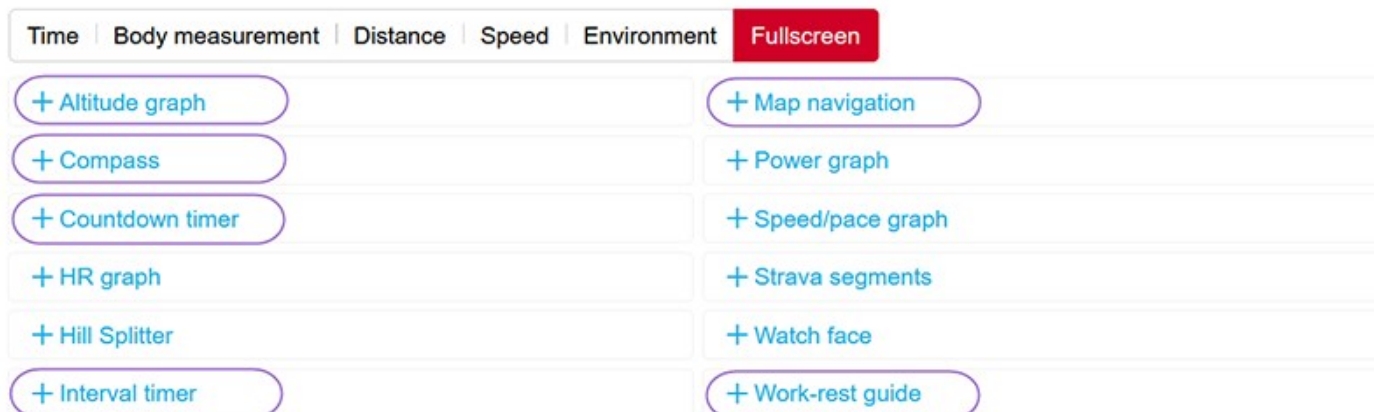 Time Body measurement Distance Speed Environment Fullscreen
+ Altitude graph
+ Compass
+ Countdown timer
+ HR graph
+ Hill Splitter
+ Interval timer
+ Map navigation
+ Power graph
+ Speed/pace graph
+ Strava segments
+ Watch face
+ Work-rest guide